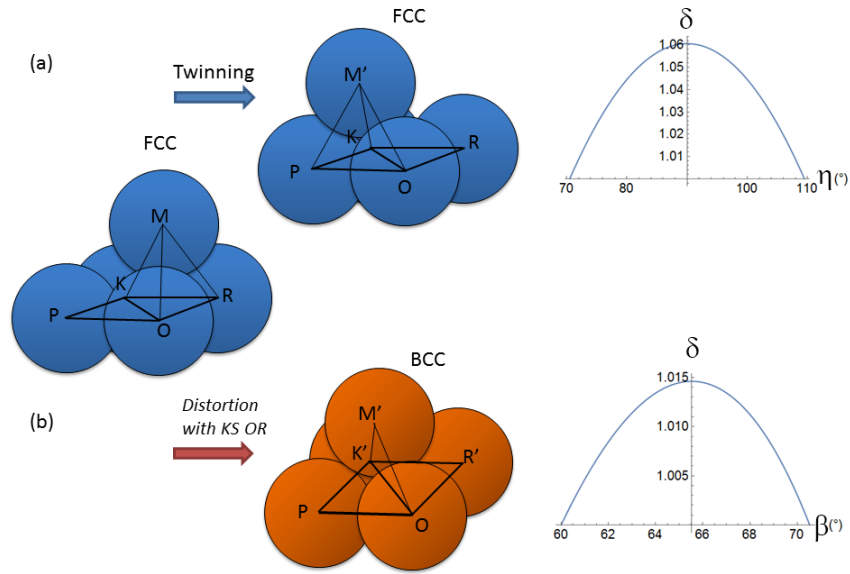 (a)
Twinning
FCC
M'
K
R
P
O
FCC
M
K
R
P
O
δ
1.06
1.05
1.04
1.03
1.02
1.01
70 80 100 110 η(°)
(b)
Distortion
with KS OR
BCC
M'
K'
R'
P
O
δ
1.015
1.010
1.005
60 62 64 66 68 70 β(°)